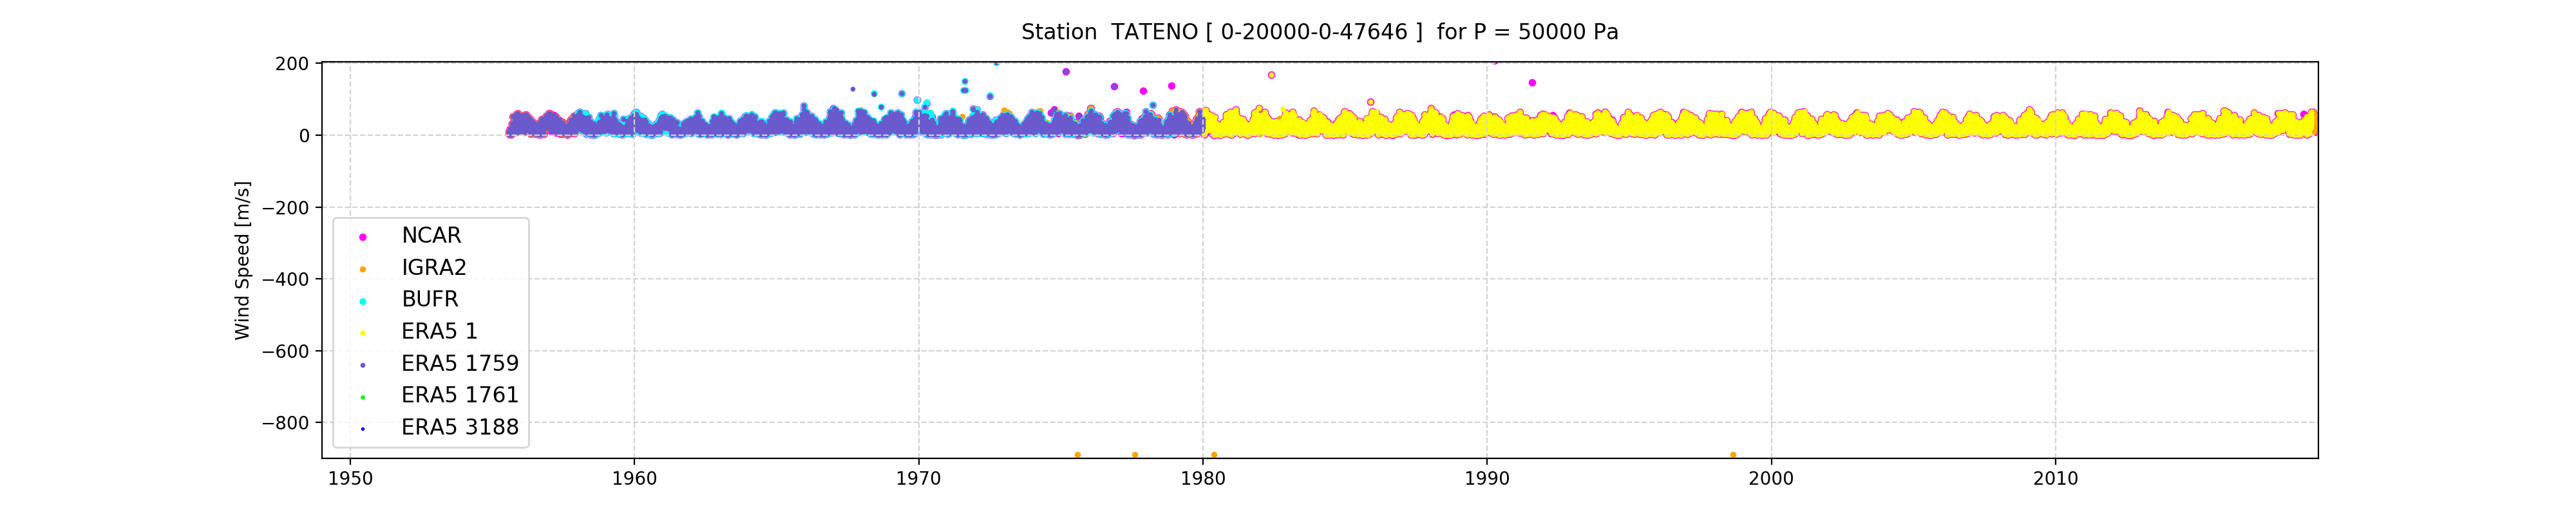 Station  TATENO [ 0-20000-0-47646 ]  for P = 50000 Pa
200
0
−200
−400
−600
−800
Wind Speed [m/s]
NCAR
IGRA2
BUFR
ERA5 1
ERA5 1759
ERA5 1761
ERA5 3188
1950 1960 1970 1980 1990 2000 2010